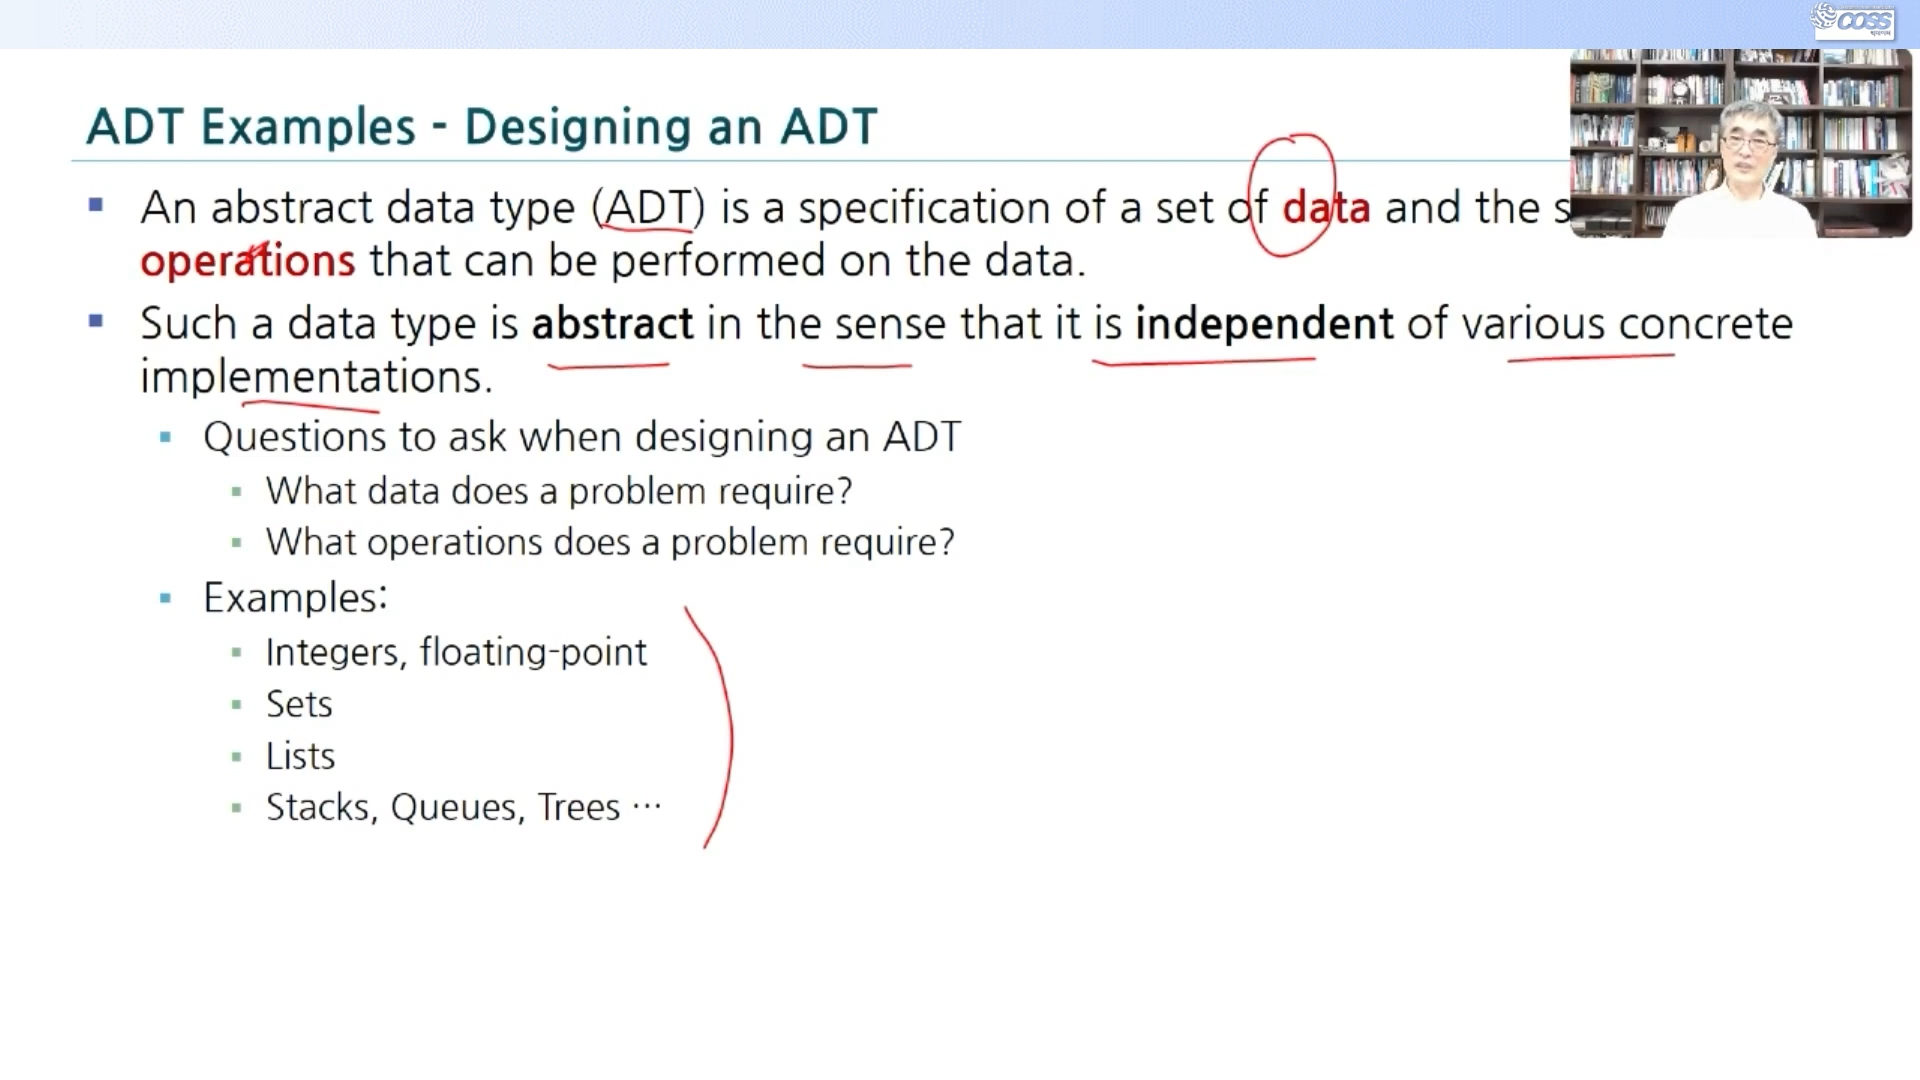 COSS
ADT Examples - Designing an ADT
▪ An abstract data type (ADT) is a specification of a set of data and the s
operations that can be performed on the data.
▪ Such a data type is abstract in the sense that it is independent of various concrete
implementations.
▪ Questions to ask when designing an ADT
▪ What data does a problem require?
▪ What operations does a problem require?
▪ Examples:
▪ Integers, floating-point
▪ Sets
▪ Lists
▪ Stacks, Queues, Trees ⋯